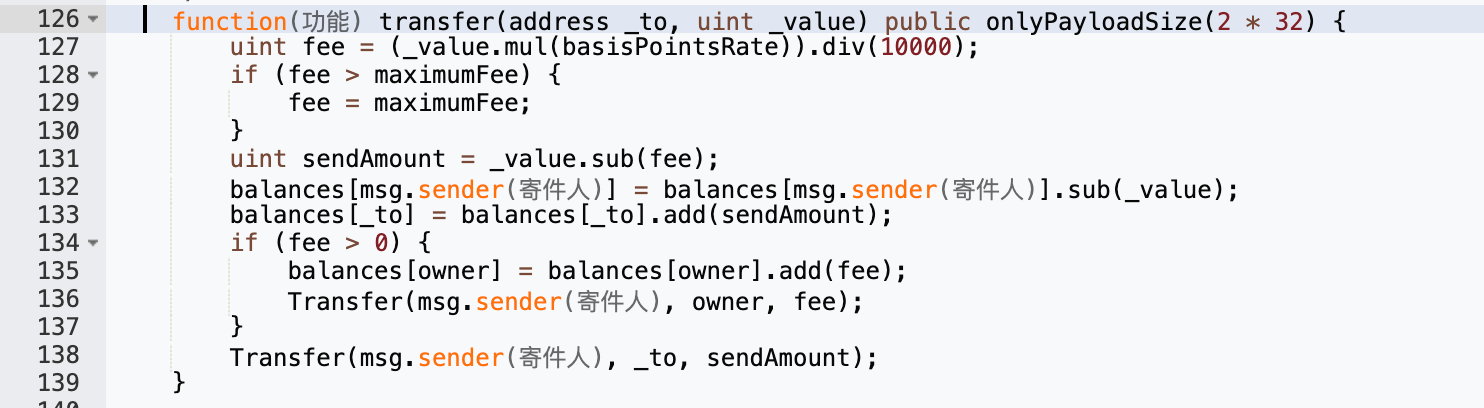 126 function(功能) transfer(address _to, uint _value) public onlyPayloadSize(2 * 32) {
127 uint fee = (_value.mul(basisPointsRate)).div(10000);
128 if (fee > maximumFee) {
129 fee = maximumFee;
130 }
131 uint sendAmount = _value.sub(fee);
132 balances[msg.sender(寄件人)] = balances[msg.sender(寄件人)].sub(_value);
133 balances[_to] = balances[_to].add(sendAmount);
134 if (fee > 0) {
135 balances[owner] = balances[owner].add(fee);
136 Transfer(msg.sender(寄件人), owner, fee);
137 }
138 Transfer(msg.sender(寄件人), _to, sendAmount);
139 }